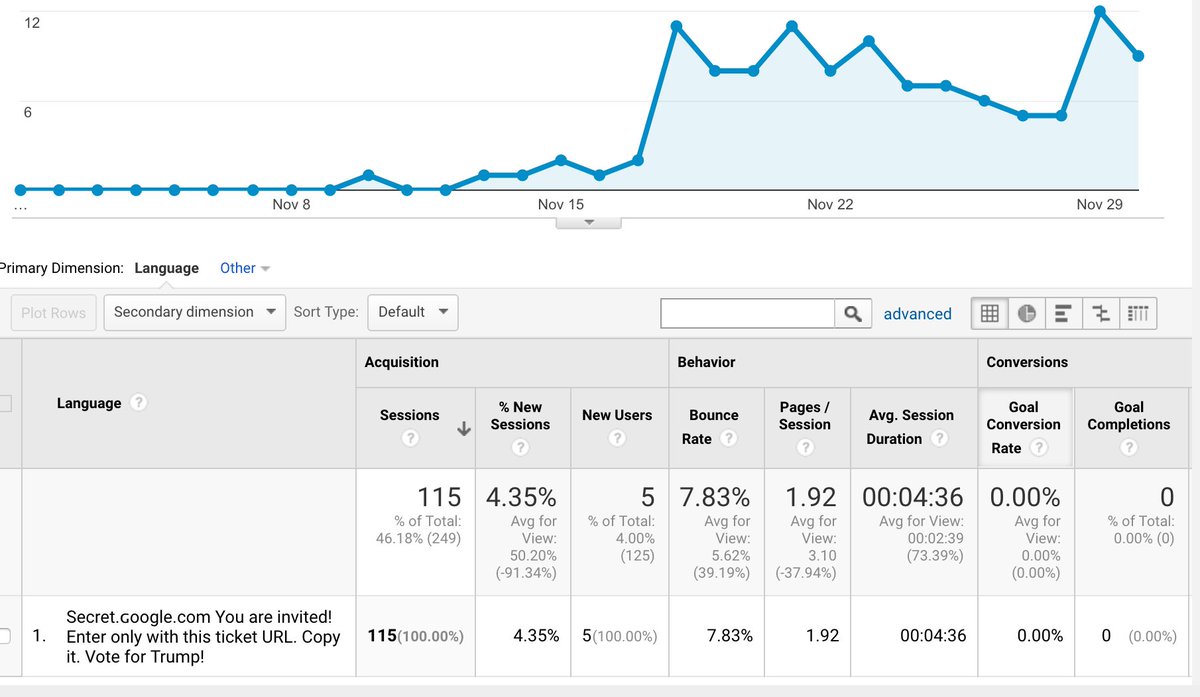 12
6
...
Nov 8
Nov 15
Nov 22
Nov 29
Primary Dimension: Language Other
Plot Rows
Secondary dimension
Sort Type:
Default
advanced
Language ?
Acquisition
Behavior
Conversions
Sessions ?
% New Sessions ?
New Users ?
Bounce Rate ?
Pages / Session ?
Avg. Session Duration ?
Goal Conversion Rate ?
Goal Completions ?
115
% of Total:
46.18% (249)
4.35%
Avg for
View:
50.20%
(-91.34%)
5
% of Total:
4.00%
(125)
7.83%
Avg for
View:
5.62%
(39.19%)
1.92
Avg for
View:
3.10
(-37.94%)
00:04:36
Avg for View:
00:02:39
(73.39%)
0.00%
Avg for
View:
0.00%
(0.00%)
0
% of Total:
0.00% (0)
1.
Secret.ɢoogle.com You are invited!
Enter only with this ticket URL. Copy
it. Vote for Trump!
115(100.00%)
4.35%
5(100.00%)
7.83%
1.92
00:04:36
0.00%
0 (0.00%)